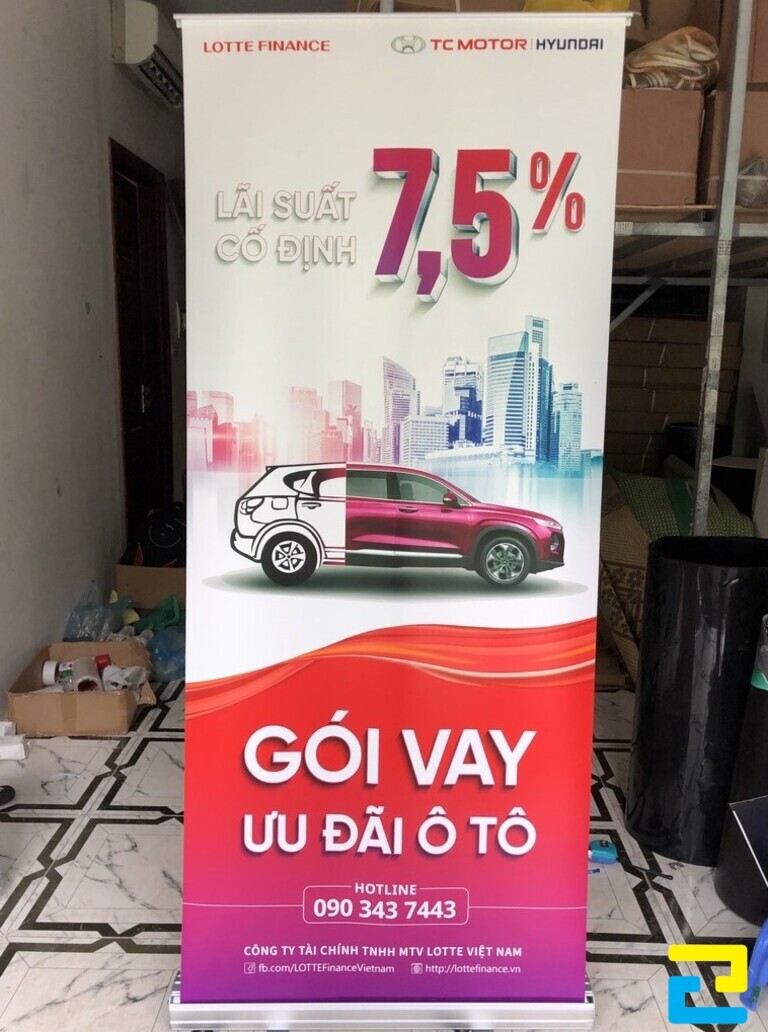 LOTTE FINANCE
TC MOTOR | HYUNDAI
LÃI SUẤT
CỐ ĐỊNH
7,5%
GÓI VAY
ƯU ĐÃI Ô TÔ
HOTLINE
090 343 7443
CÔNG TY TÀI CHÍNH TNHH MTV LOTTE VIỆT NAM
fb.com/LOTTEFinanceVietnam http://lottefinance.vn